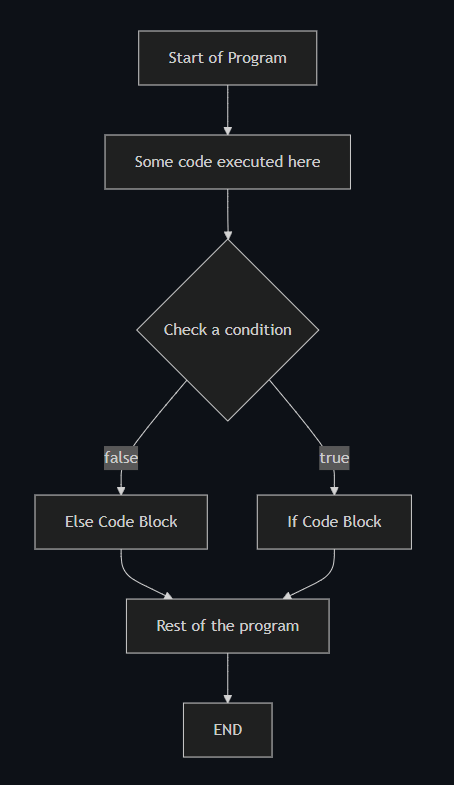 Start of Program
Some code executed here
Check a condition
false
true
Else Code Block
If Code Block
Rest of the program
END